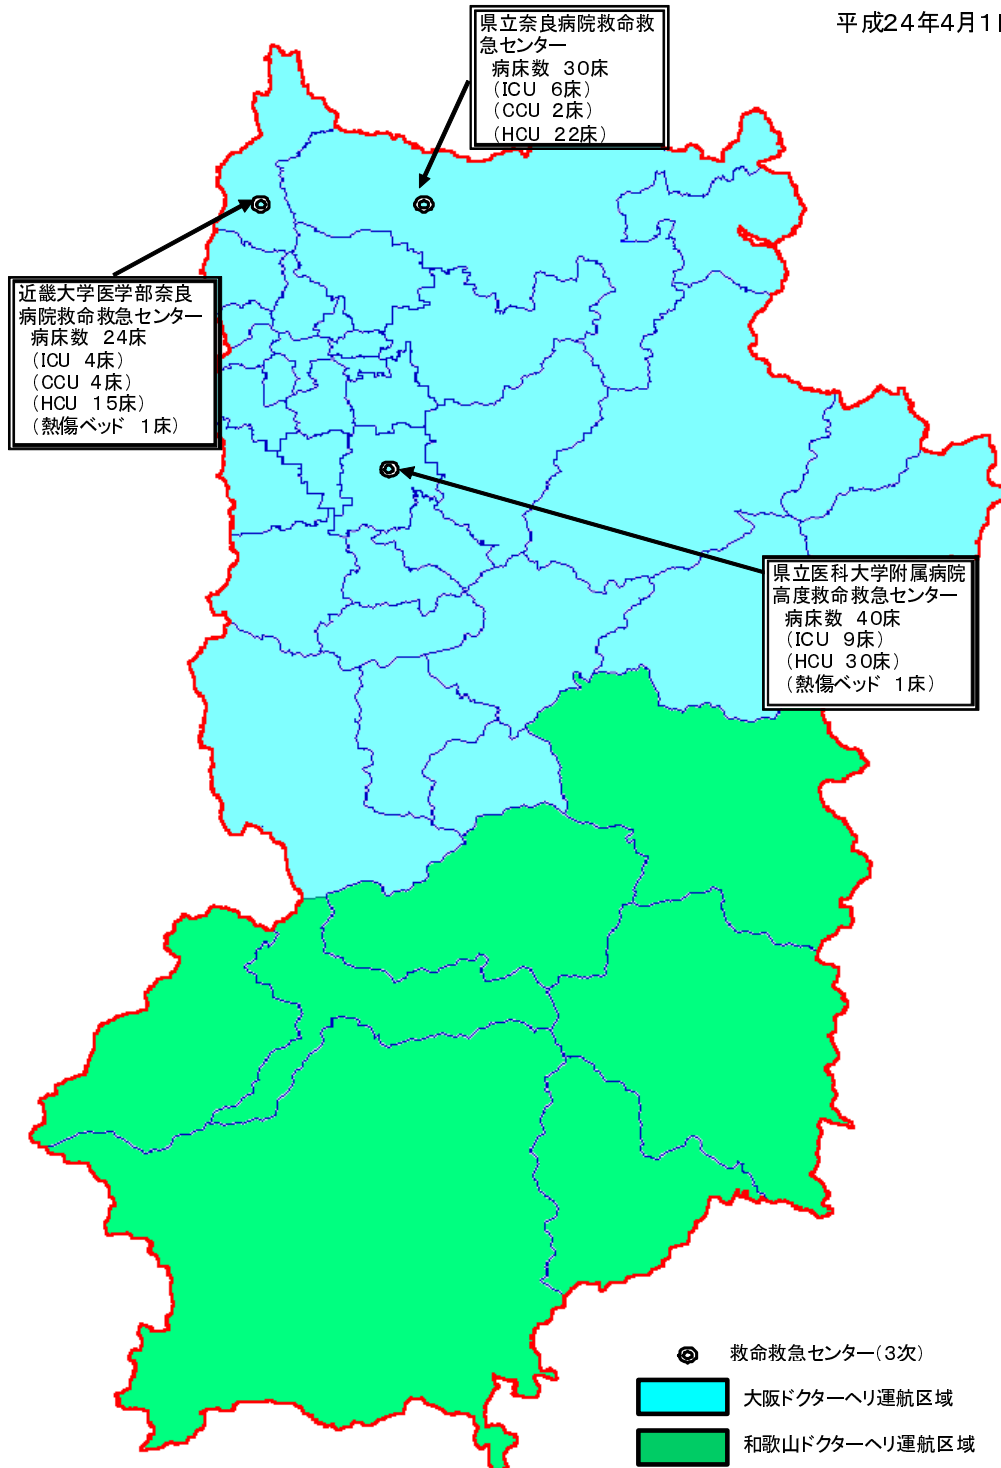 平成24年4月1
県立奈良病院救命救
急センター
病床数 30床
(ICU 6床)
(CCU 2床)
(HCU 22床)
近畿大学医学部奈良
病院救命救急センター
病床数 24床
(ICU 4床)
(CCU 4床)
(HCU 15床)
(熱傷ベッド 1床)
県立医科大学附属病院
高度救命救急センター
病床数 40床
(ICU 9床)
(HCU 30床)
(熱傷ベッド 1床)
救命救急センター(3次)
大阪ドクターヘリ運航区域
和歌山ドクターヘリ運航区域